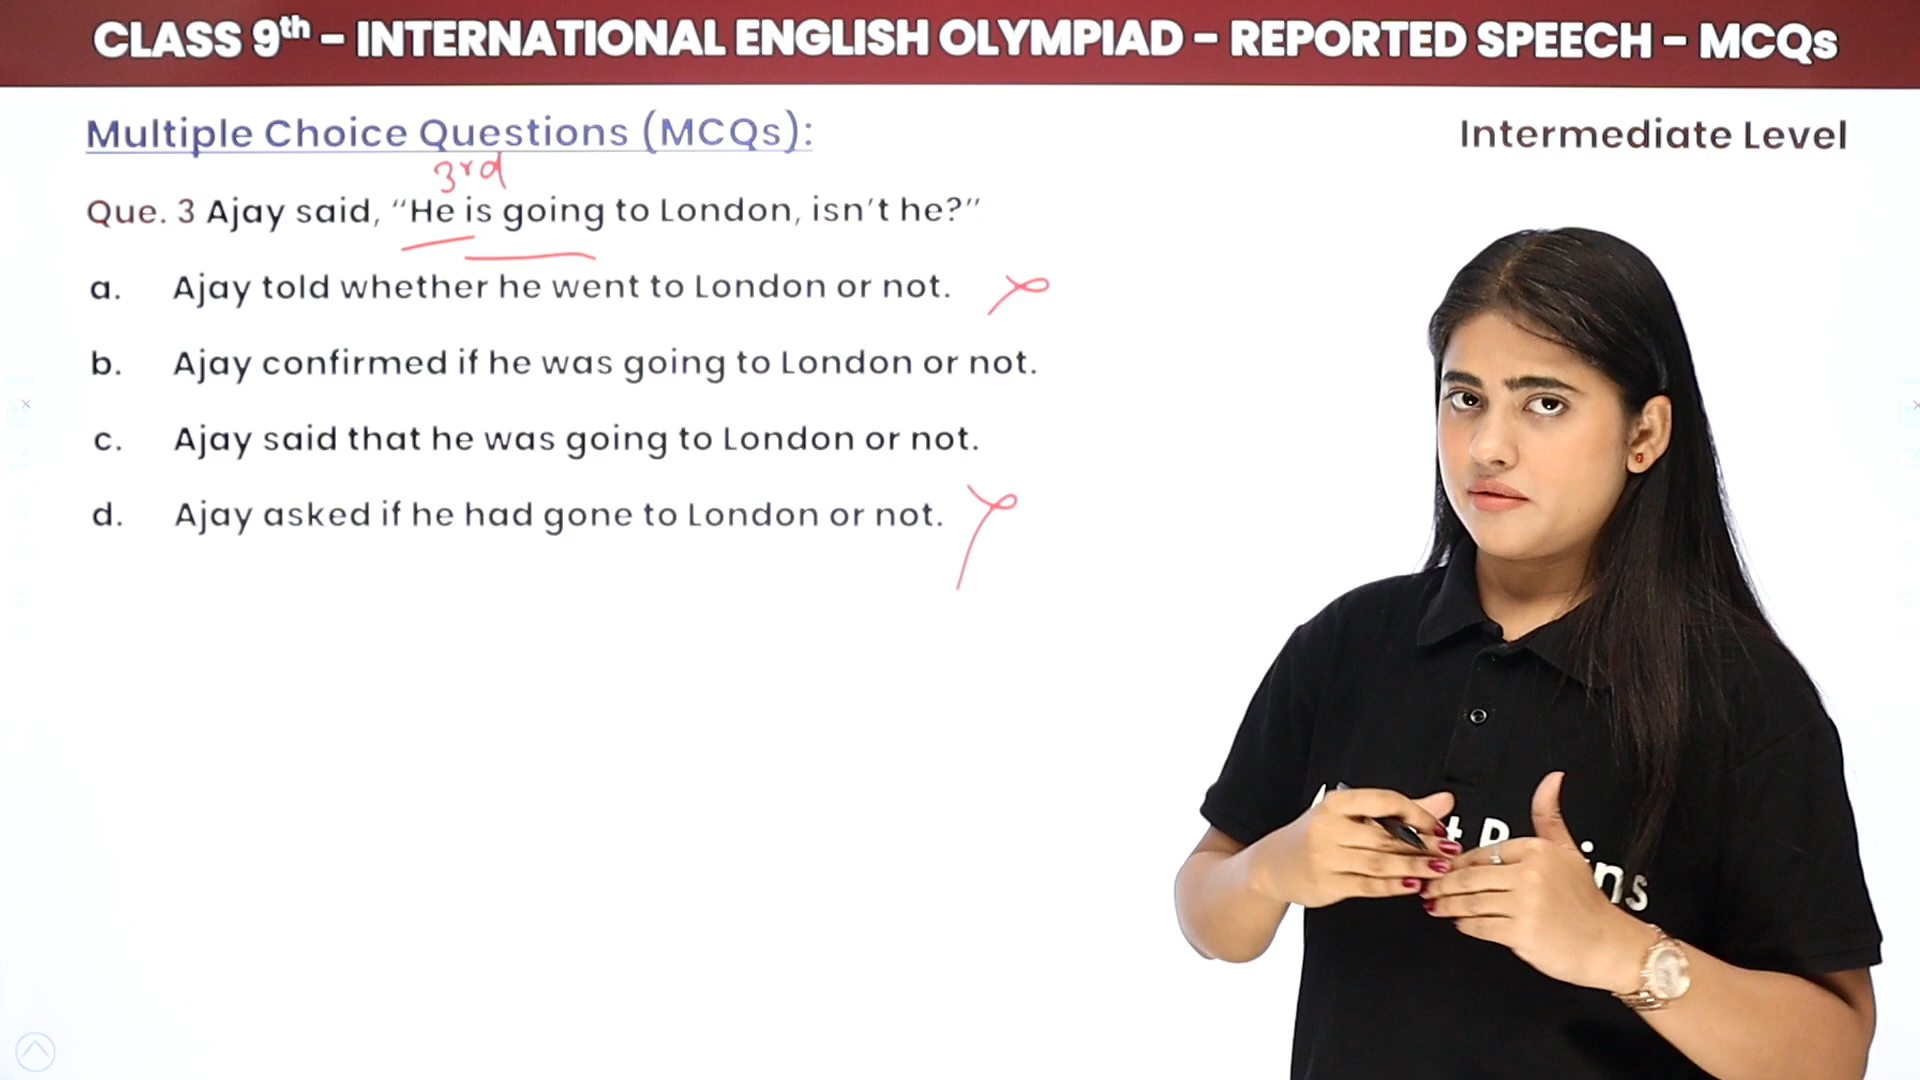 CLASS 9th - INTERNATIONAL ENGLISH OLYMPIAD - REPORTED SPEECH - MCQs
Multiple Choice Questions (MCQs):
Intermediate Level
3rd
Que. 3 Ajay said, “He is going to London, isn’t he?”
a. Ajay told whether he went to London or not.
b. Ajay confirmed if he was going to London or not.
c. Ajay said that he was going to London or not.
d. Ajay asked if he had gone to London or not.